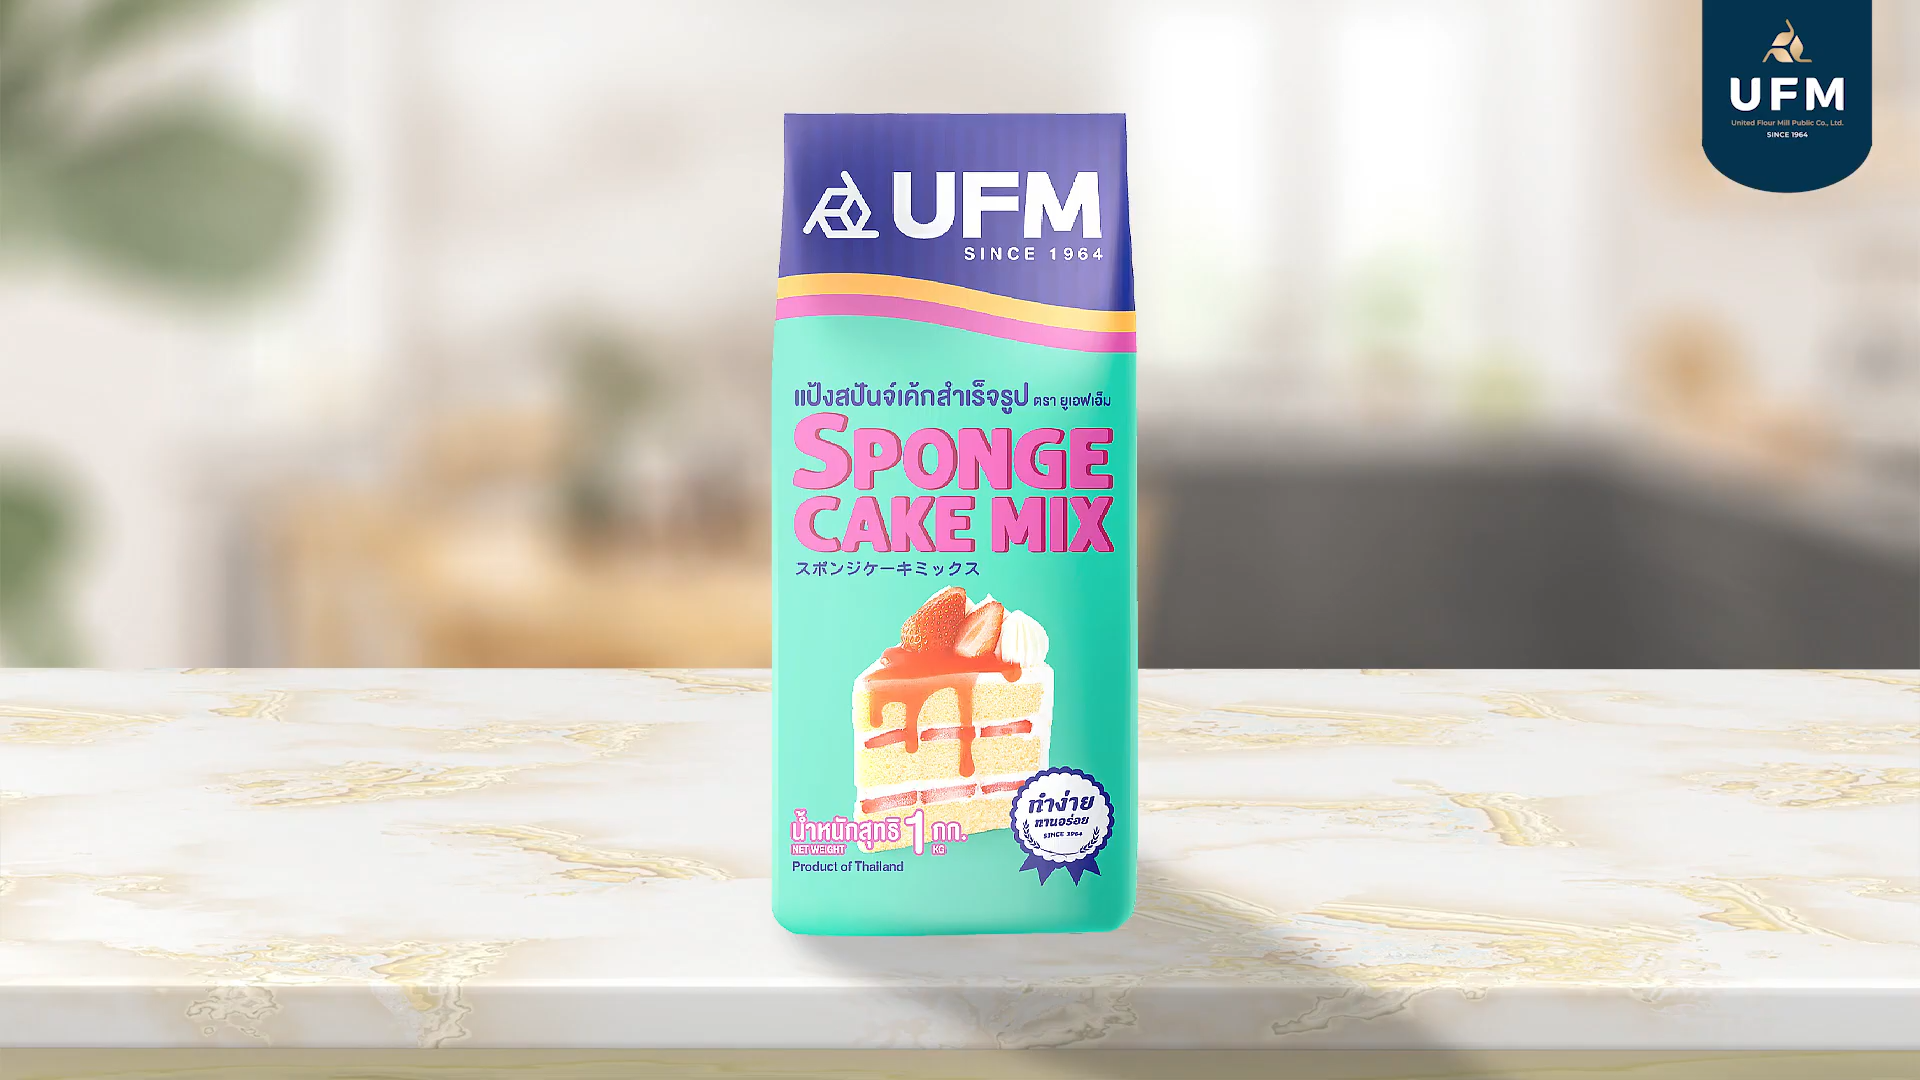 UFM
SINCE 1964
แป้งสปันจ์เค้กสำเร็จรูป ตรา ยูเอฟเอ็ม
SPONGE
CAKE MIX
スポンジケーキミックス
น้ำหนักสุทธิ 1 กก.
NET WEIGHT KG
Product of Thailand
ทำง่าย
ทานอร่อย
SINCE 1964
UFM
United Flour Mill Public Co., Ltd.
SINCE 1964